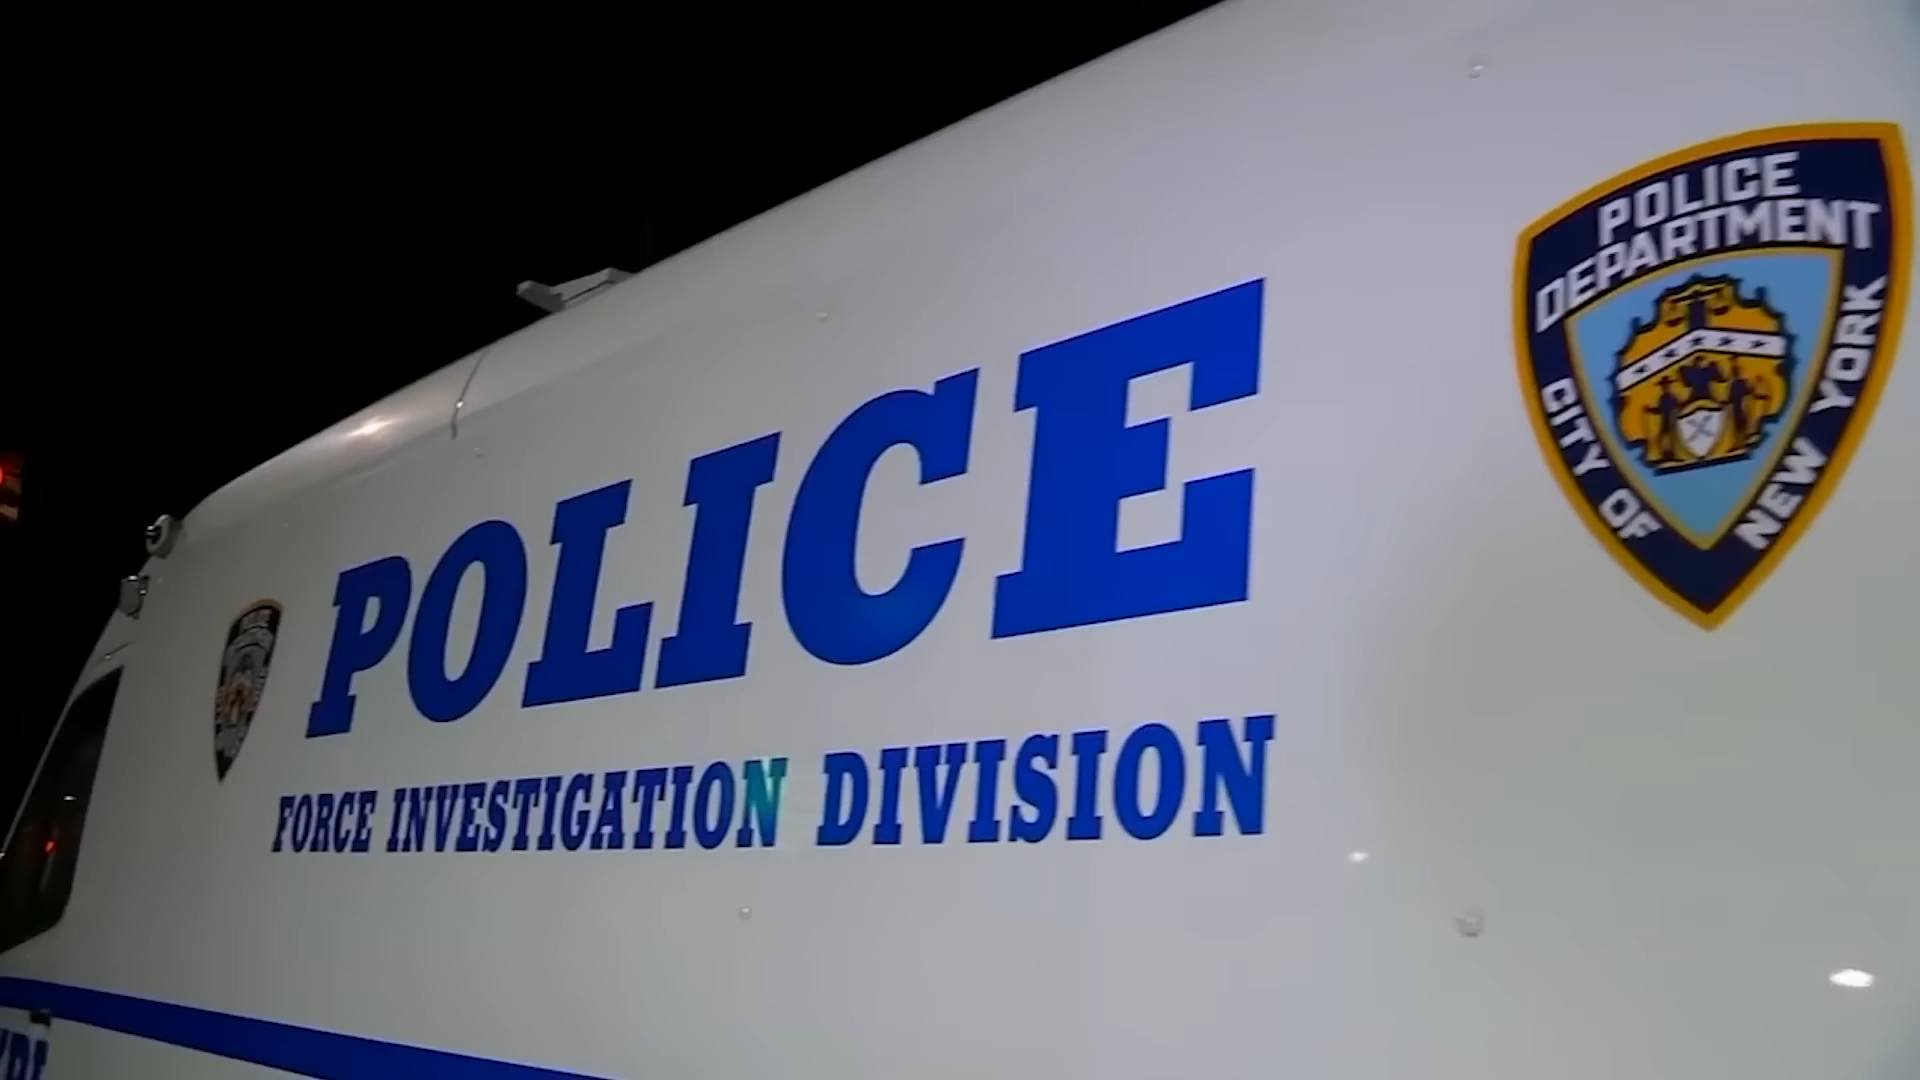 POLICE
FORCE INVESTIGATION DIVISION
POLICE
DEPARTMENT
CITY OF
NEW YORK